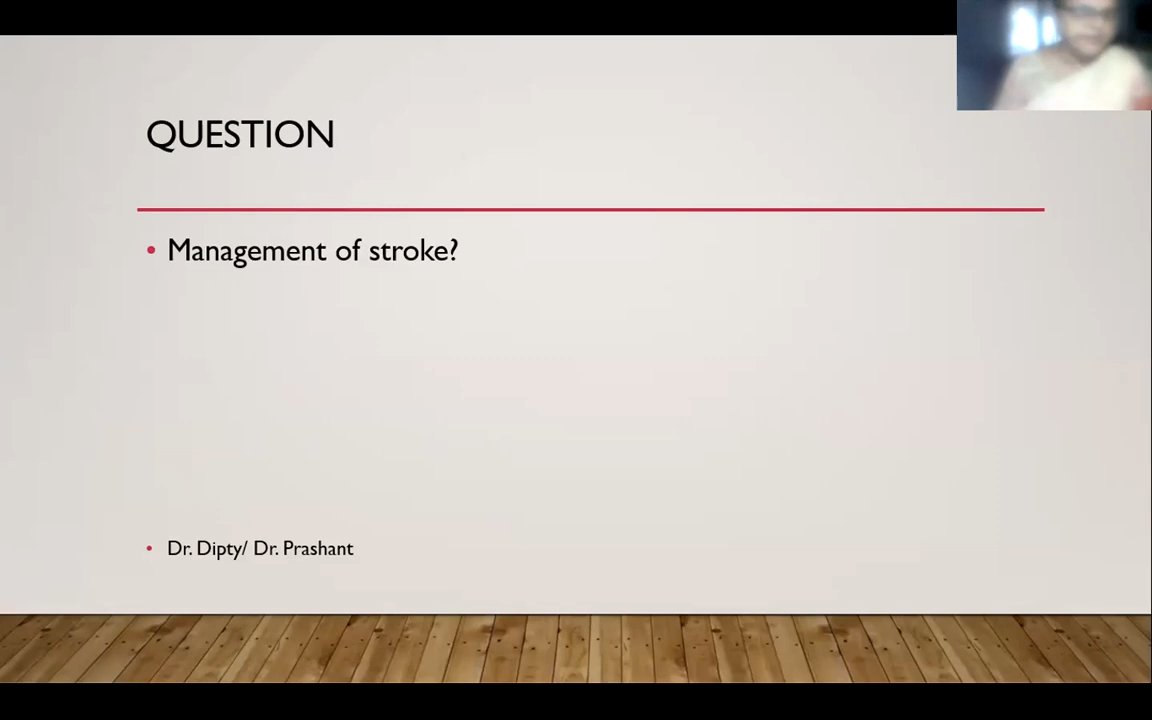 QUESTION
• Management of stroke?
• Dr. Dipty/ Dr. Prashant